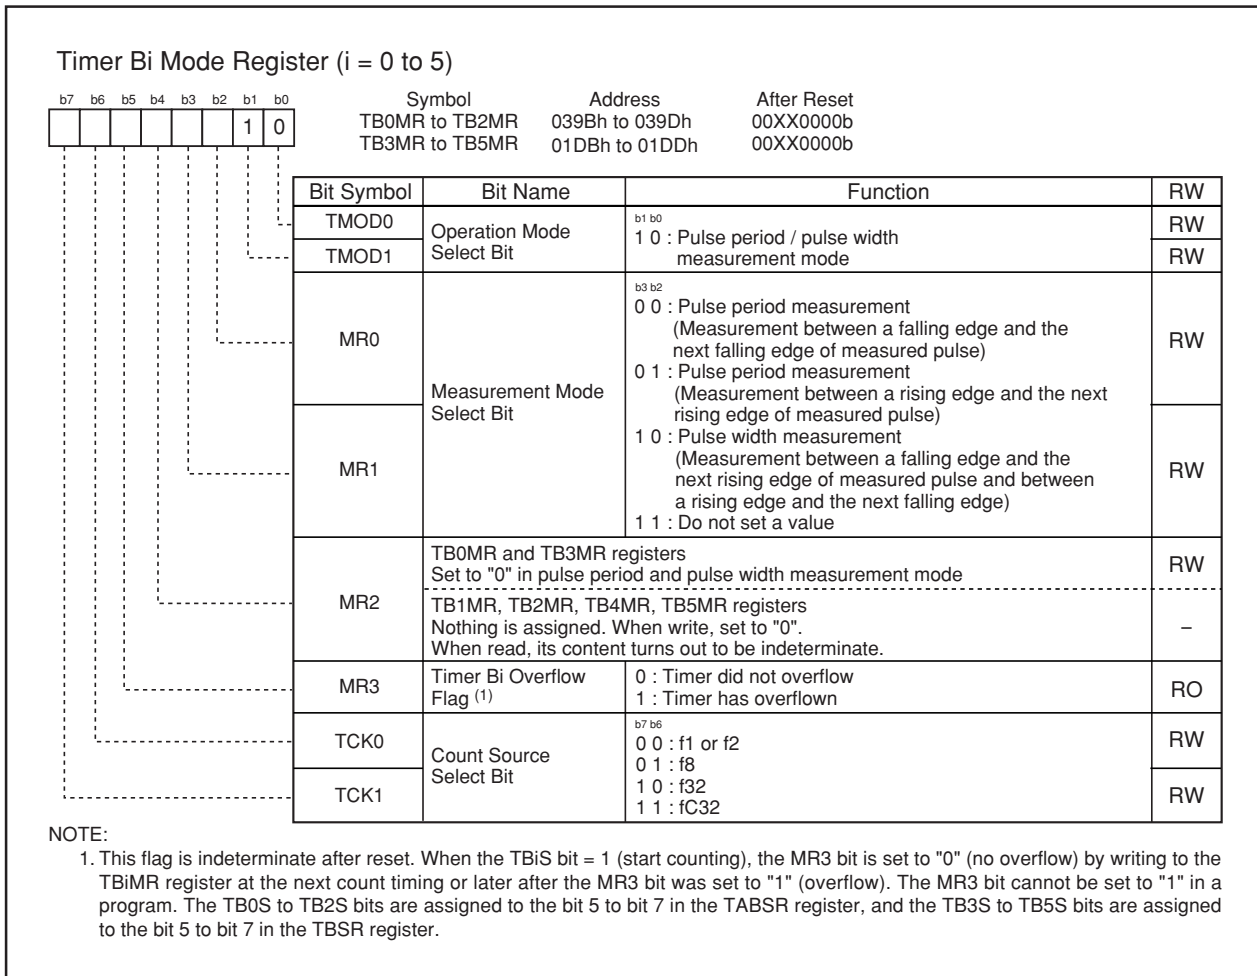 Timer Bi Mode Register (i = 0 to 5)
b7 b6 b5 b4 b3 b2 b1 b0
1 0
Symbol Address After Reset
TB0MR to TB2MR 039Bh to 039Dh 00XX0000b
TB3MR to TB5MR 01DBh to 01DDh 00XX0000b
Bit Symbol Bit Name Function RW
TMOD0 RW
TMOD1 RW
Operation Mode
Select Bit
b1 b0
1 0 : Pulse period / pulse width
measurement mode
MR0 RW
MR1 RW
Measurement Mode
Select Bit
b3 b2
0 0 : Pulse period measurement
(Measurement between a falling edge and the
next falling edge of measured pulse)
0 1 : Pulse period measurement
(Measurement between a rising edge and the next
rising edge of measured pulse)
1 0 : Pulse width measurement
(Measurement between a falling edge and the
next rising edge of measured pulse and between
a rising edge and the next falling edge)
1 1 : Do not set a value
MR2
TB0MR and TB3MR registers
Set to "0" in pulse period and pulse width measurement mode
RW
TB1MR, TB2MR, TB4MR, TB5MR registers
Nothing is assigned. When write, set to "0".
When read, its content turns out to be indeterminate.
–
MR3
Timer Bi Overflow
Flag (1)
0 : Timer did not overflow
1 : Timer has overflown
RO
TCK0 RW
TCK1 RW
Count Source
Select Bit
b7 b6
0 0 : f1 or f2
0 1 : f8
1 0 : f32
1 1 : fC32
NOTE:
1. This flag is indeterminate after reset. When the TBiS bit = 1 (start counting), the MR3 bit is set to "0" (no overflow) by writing to the
TBiMR register at the next count timing or later after the MR3 bit was set to "1" (overflow). The MR3 bit cannot be set to "1" in a
program. The TB0S to TB2S bits are assigned to the bit 5 to bit 7 in the TABSR register, and the TB3S to TB5S bits are assigned
to the bit 5 to bit 7 in the TBSR register.